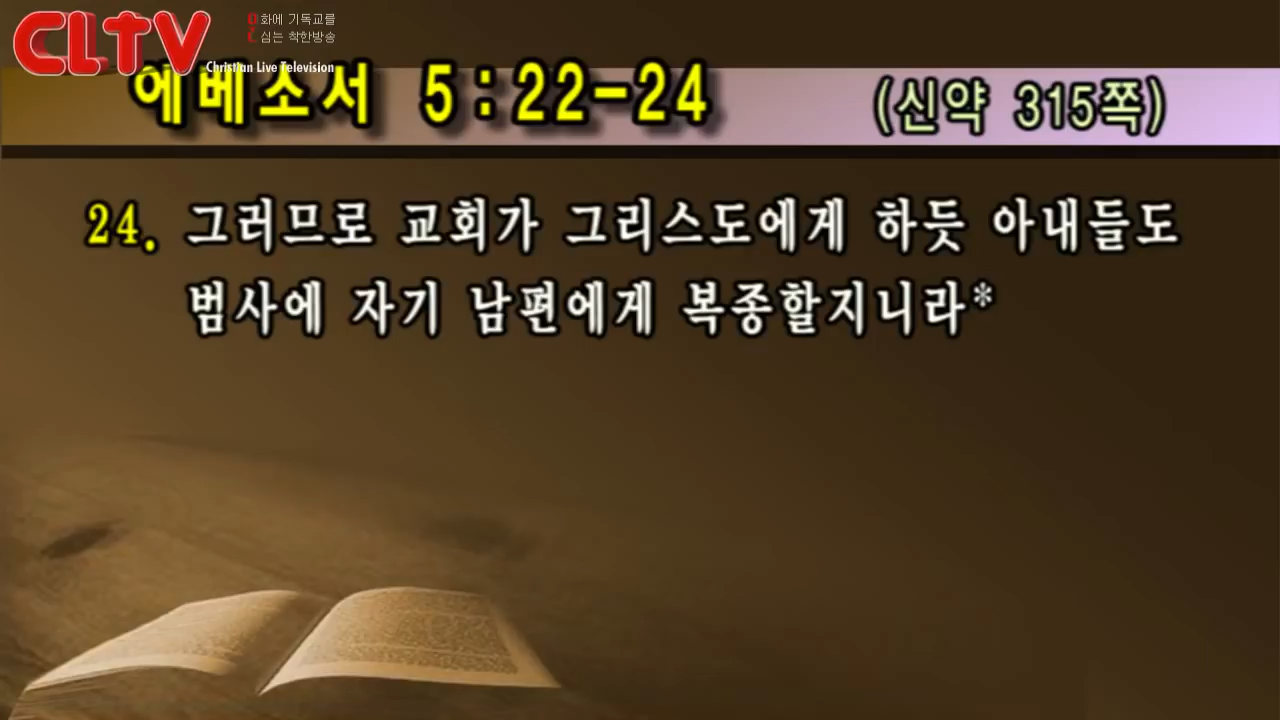 CLTV
문화에 기독교를
심는 착한방송
Christian Live Television
에베소서 5:22-24
(신약 315쪽)
24. 그러므로 교회가 그리스도에게 하듯 아내들도
범사에 자기 남편에게 복종할지니라*